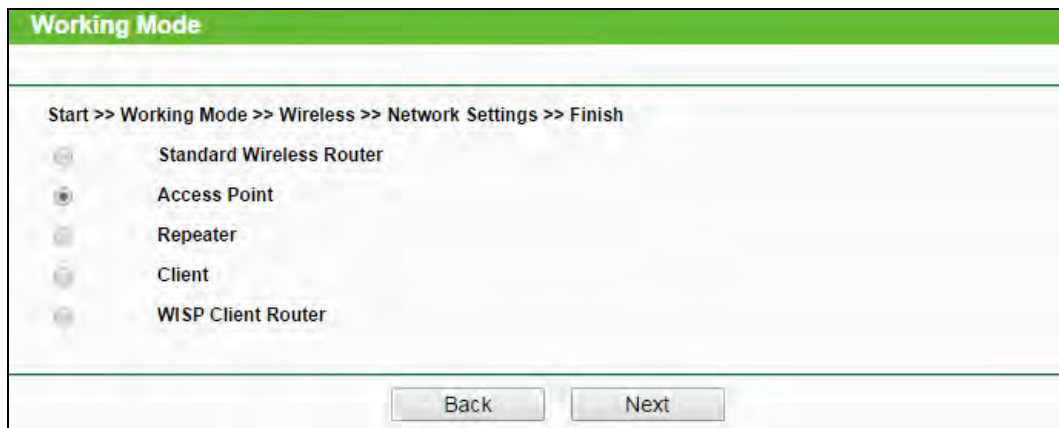 Working Mode
Start >> Working Mode >> Wireless >> Network Settings >> Finish
Standard Wireless Router
Access Point
Repeater
Client
WISP Client Router
Back Next